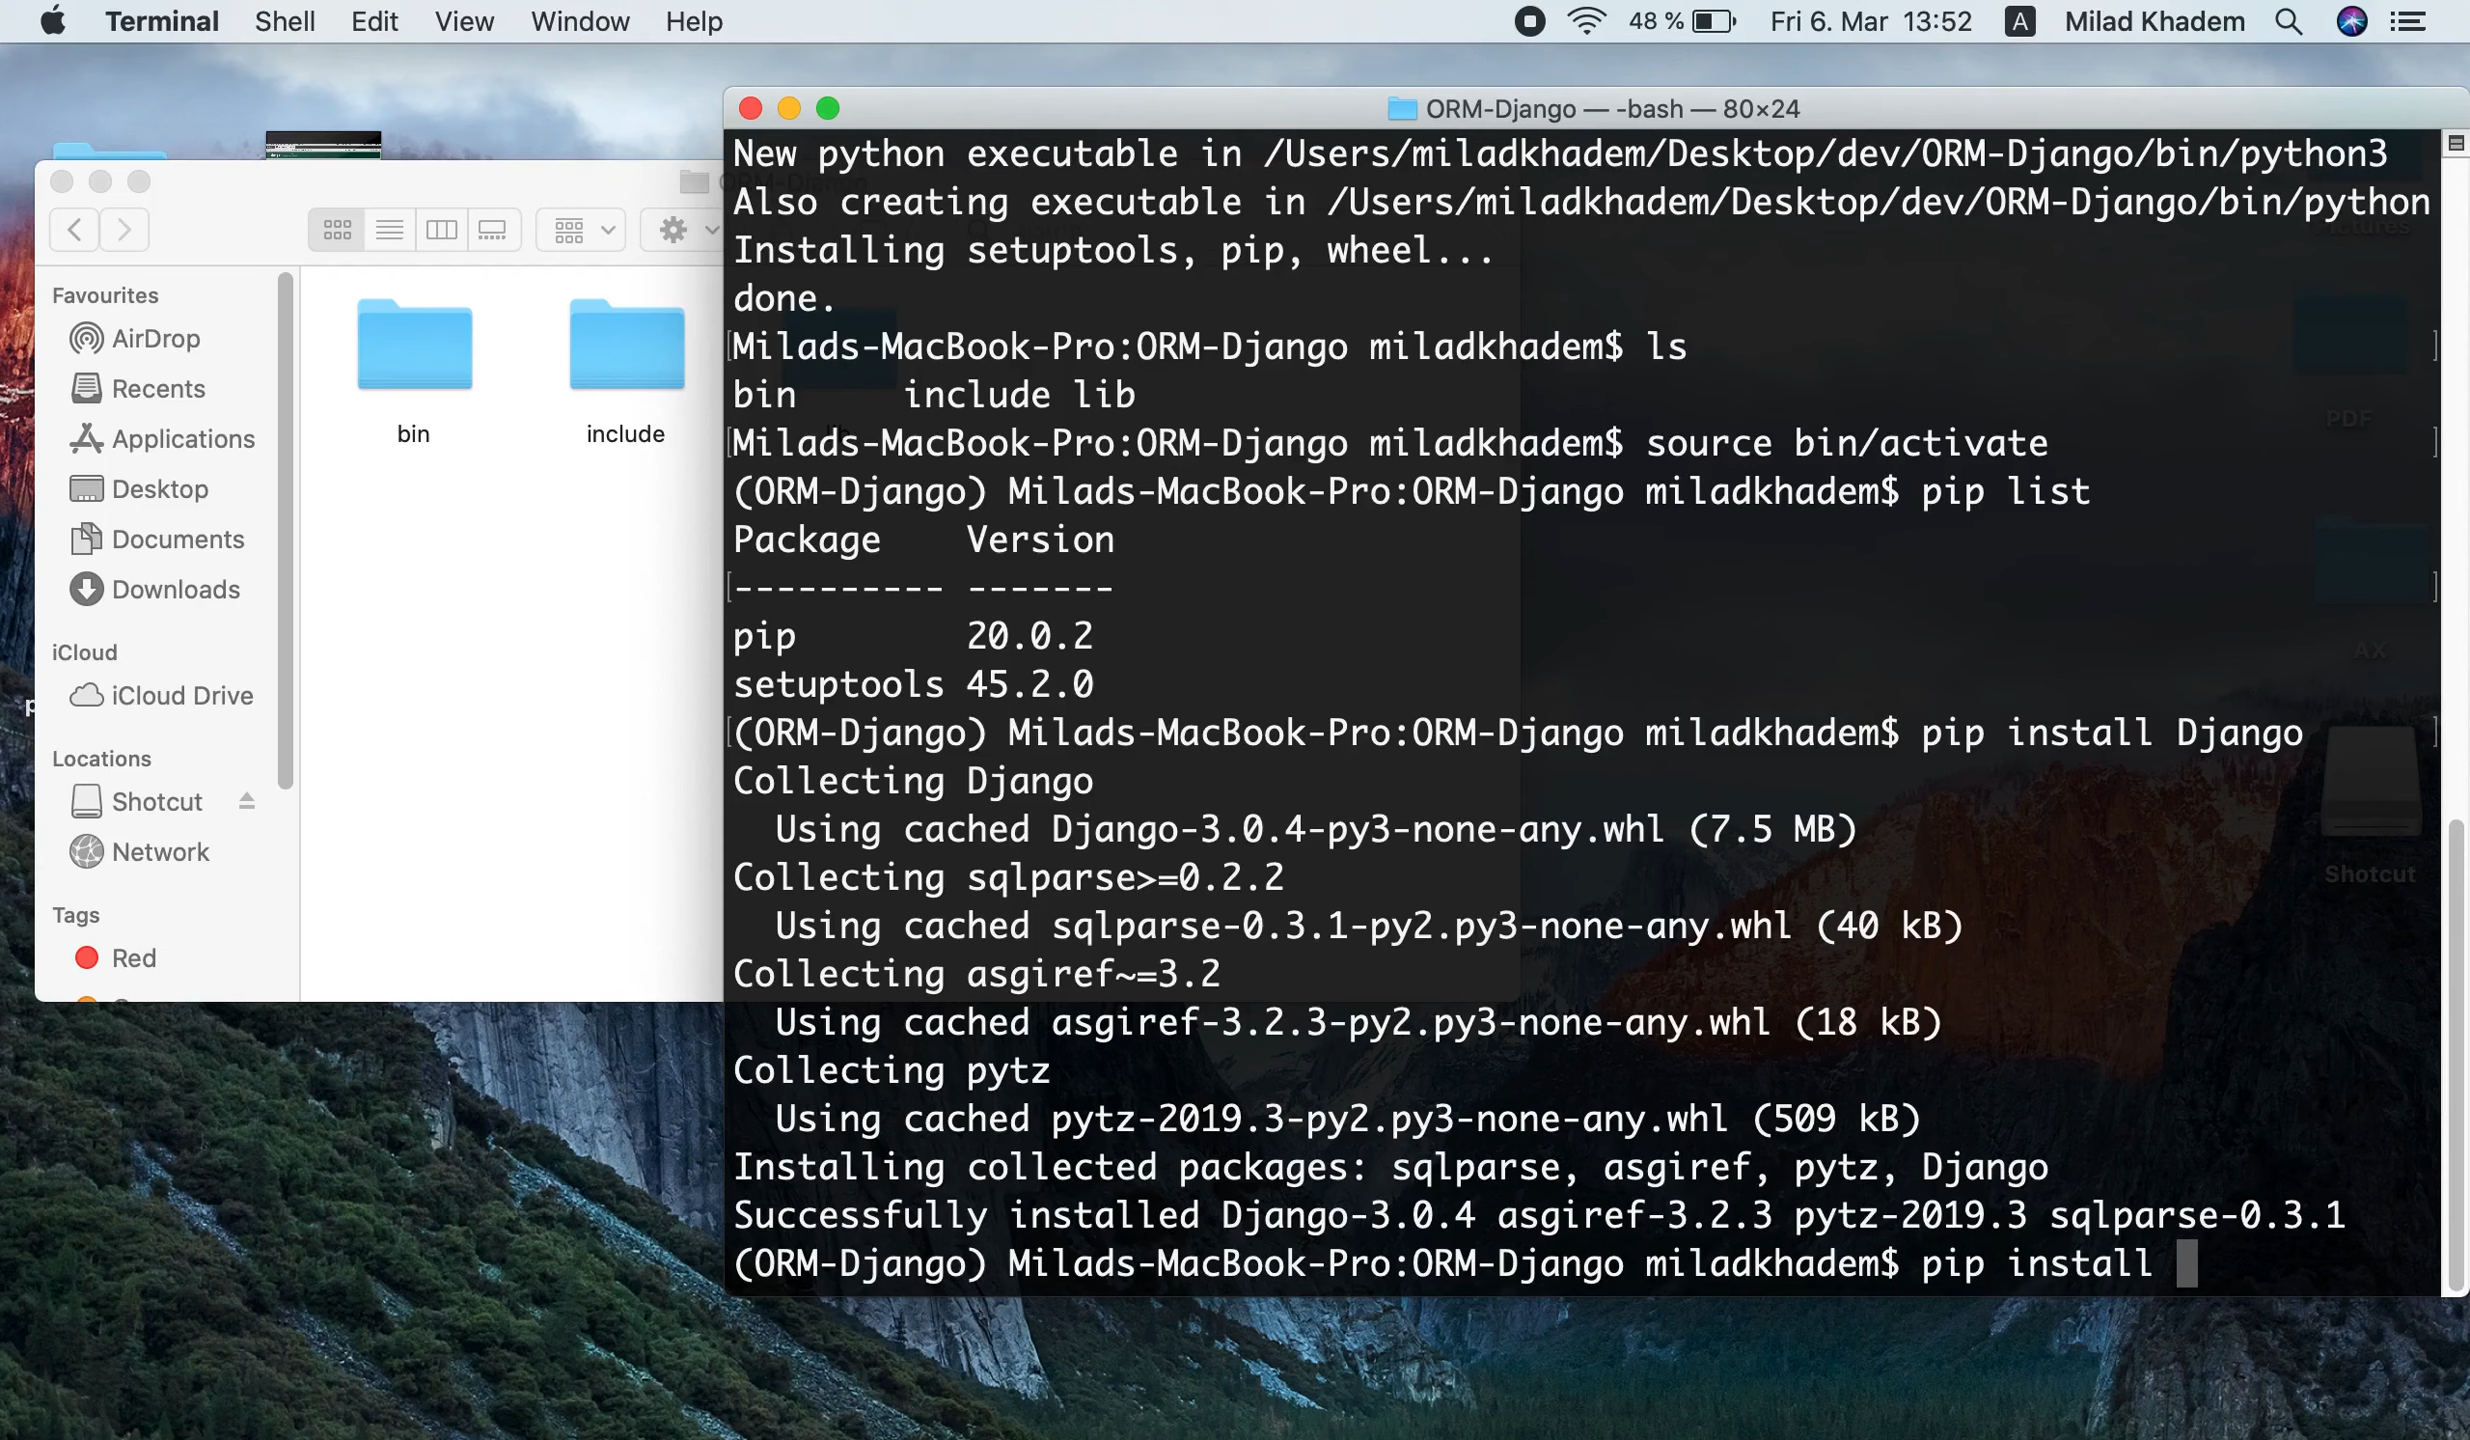 Terminal Shell Edit View Window Help 48 % Fri 6. Mar 13:52 A Milad Khadem
ORM-Django
Favourites
AirDrop
Recents
Applications
Desktop
Documents
Downloads
iCloud
iCloud Drive
Locations
Shotcut
Network
Tags
Red
bin
include
lib
ORM-Django — -bash — 80×24
New python executable in /Users/miladkhadem/Desktop/dev/ORM-Django/bin/python3
Also creating executable in /Users/miladkhadem/Desktop/dev/ORM-Django/bin/python
Installing setuptools, pip, wheel...
done.
[Milads-MacBook-Pro:ORM-Django miladkhadem$ ls ]
bin     include lib
[Milads-MacBook-Pro:ORM-Django miladkhadem$ source bin/activate ]
(ORM-Django) Milads-MacBook-Pro:ORM-Django miladkhadem$ pip list
Package    Version
[---------- ------- ]
pip        20.0.2
setuptools 45.2.0
[(ORM-Django) Milads-MacBook-Pro:ORM-Django miladkhadem$ pip install Django ]
Collecting Django
  Using cached Django-3.0.4-py3-none-any.whl (7.5 MB)
Collecting sqlparse>=0.2.2
  Using cached sqlparse-0.3.1-py2.py3-none-any.whl (40 kB)
Collecting asgiref~=3.2
  Using cached asgiref-3.2.3-py2.py3-none-any.whl (18 kB)
Collecting pytz
  Using cached pytz-2019.3-py2.py3-none-any.whl (509 kB)
Installing collected packages: sqlparse, asgiref, pytz, Django
Successfully installed Django-3.0.4 asgiref-3.2.3 pytz-2019.3 sqlparse-0.3.1
(ORM-Django) Milads-MacBook-Pro:ORM-Django miladkhadem$ pip install
PDF
AX
Shotcut